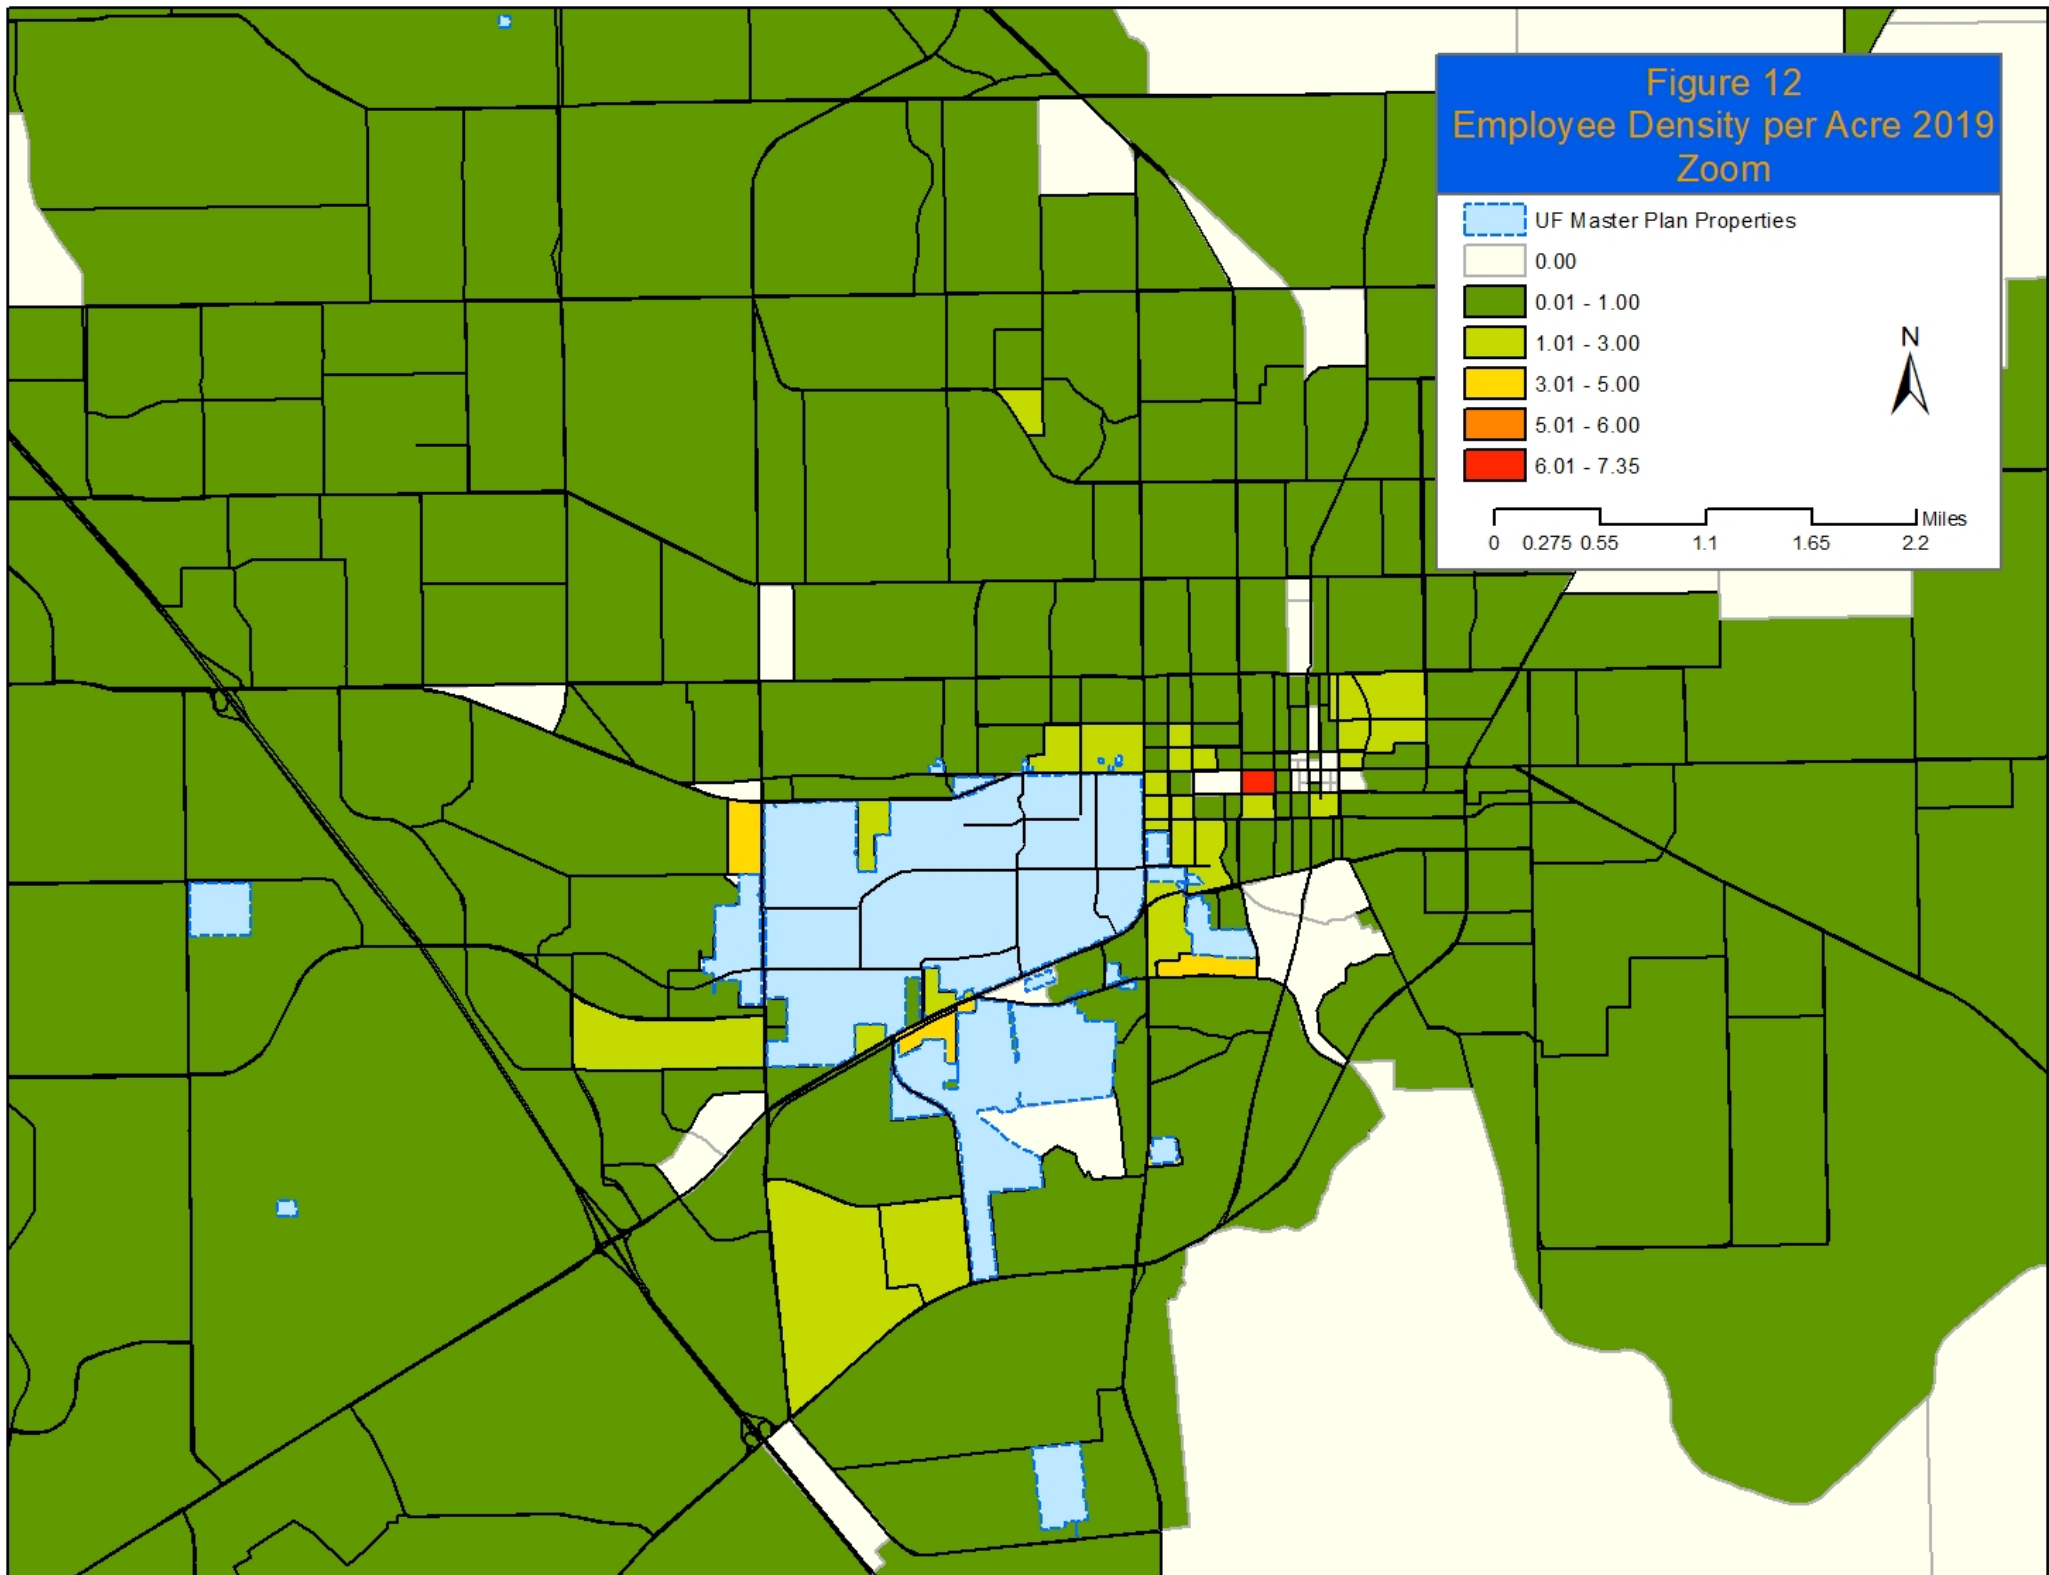 Figure 12
Employee Density per Acre 2019
Zoom
UF Master Plan Properties
0.00
0.01 - 1.00
1.01 - 3.00
3.01 - 5.00
5.01 - 6.00
6.01 - 7.35
N
Miles
0 0.275 0.55 1.1 1.65 2.2